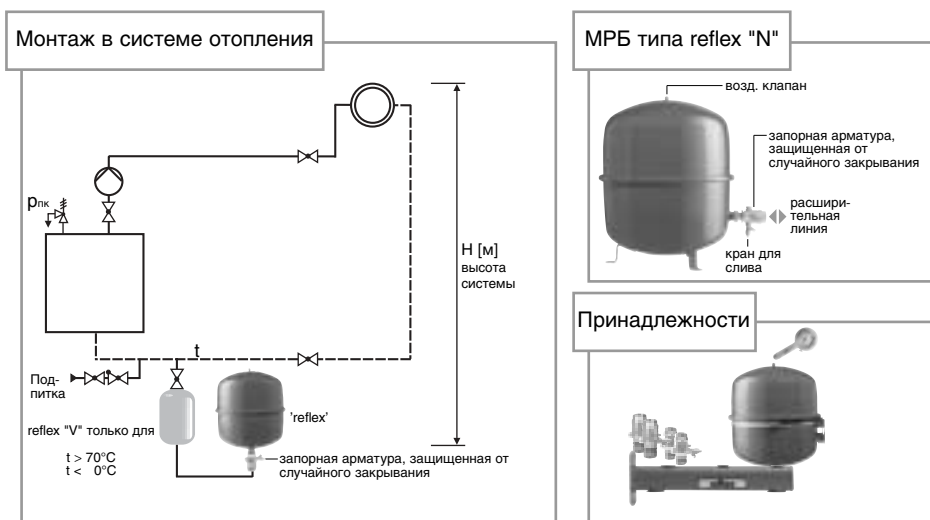 Монтаж в системе отопления
pпк
H [м]
высота
системы
t
Под-
питка
reflex "V" только для
t > 70°C
t < 0°C
'reflex'
запорная арматура, защищенная от
случайного закрывания
МРБ типа reflex "N"
возд. клапан
запорная арматура,
защищенная от
случайного закрывания
расшири-
тельная
линия
кран для
слива
Принадлежности